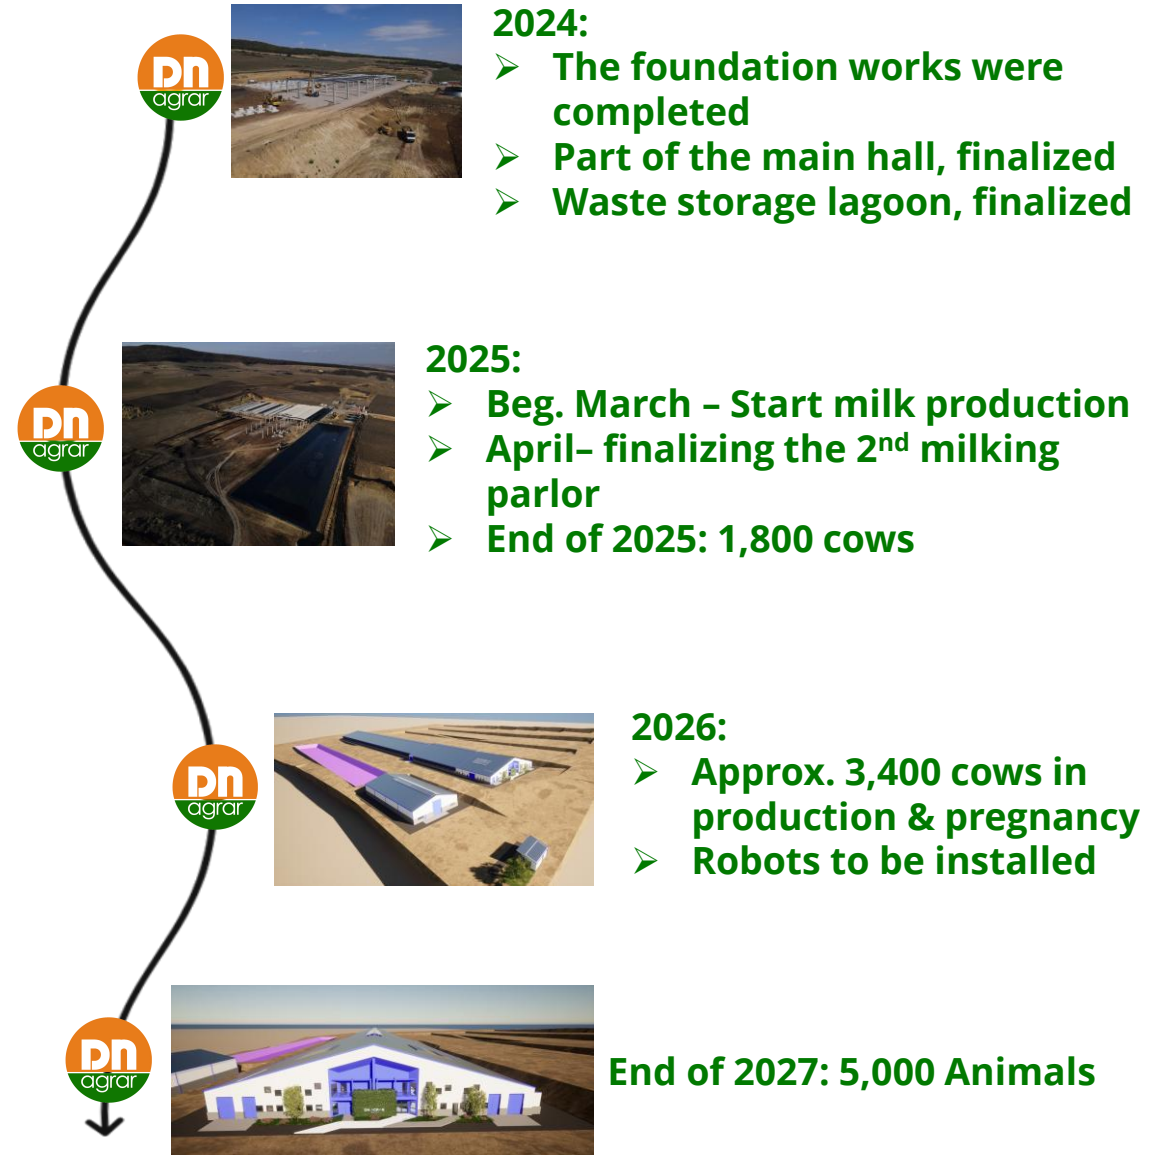 DN
agrar
2024:
➢ The foundation works were
completed
➢ Part of the main hall, finalized
➢ Waste storage lagoon, finalized
DN
agrar
2025:
➢ Beg. March – Start milk production
➢ April– finalizing the 2nd milking
parlor
➢ End of 2025: 1,800 cows
DN
agrar
2026:
➢ Approx. 3,400 cows in
production & pregnancy
➢ Robots to be installed
DN
agrar
End of 2027: 5,000 Animals